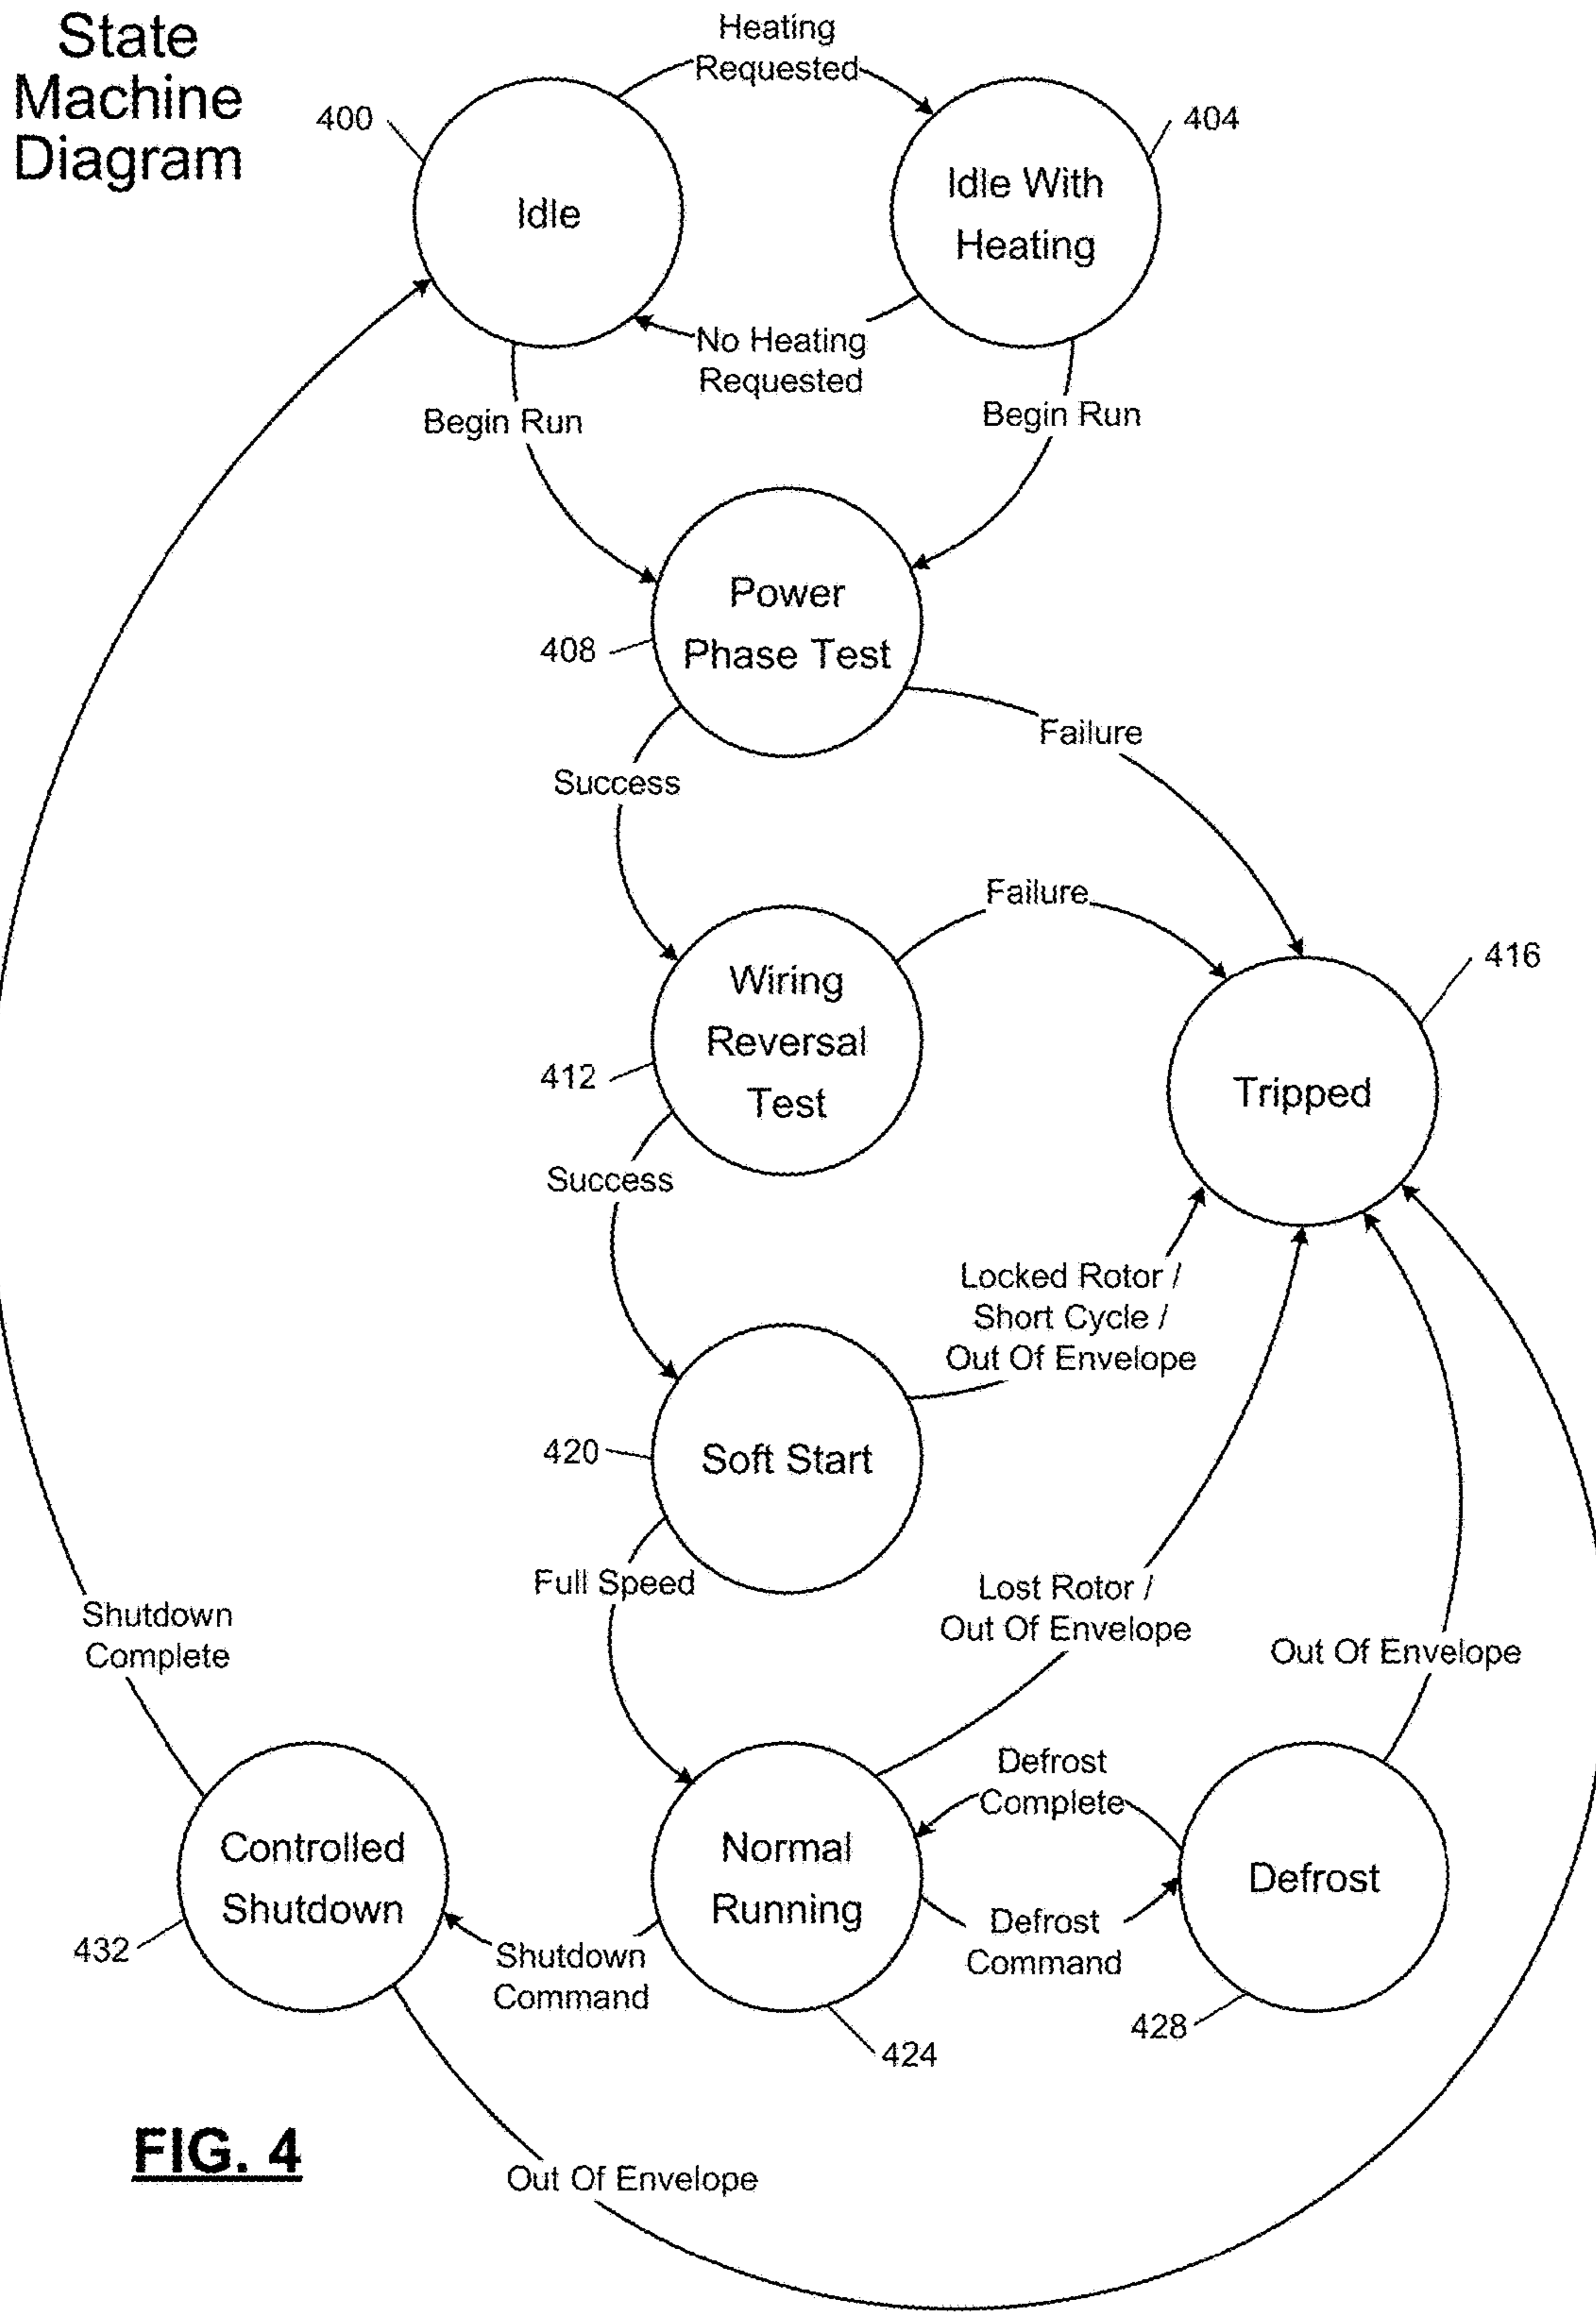 State
Machine
Diagram
Heating
Requested
400
404
Idle
Idle With
Heating
No Heating
Requested
Begin Run
Begin Run
Power
Phase Test
408
Failure
Success
Failure
416
Wiring
Reversal
Test
412
Tripped
Success
Locked Rotor /
Short Cycle /
Out Of Envelope
420
Soft Start
Full Speed
Lost Rotor /
Out Of Envelope
Shutdown
Complete
Out Of Envelope
Defrost
Complete
Controlled
Shutdown
Normal
Running
Defrost
432
Shutdown
Command
Defrost
Command
428
424
FIG. 4
Out Of Envelope